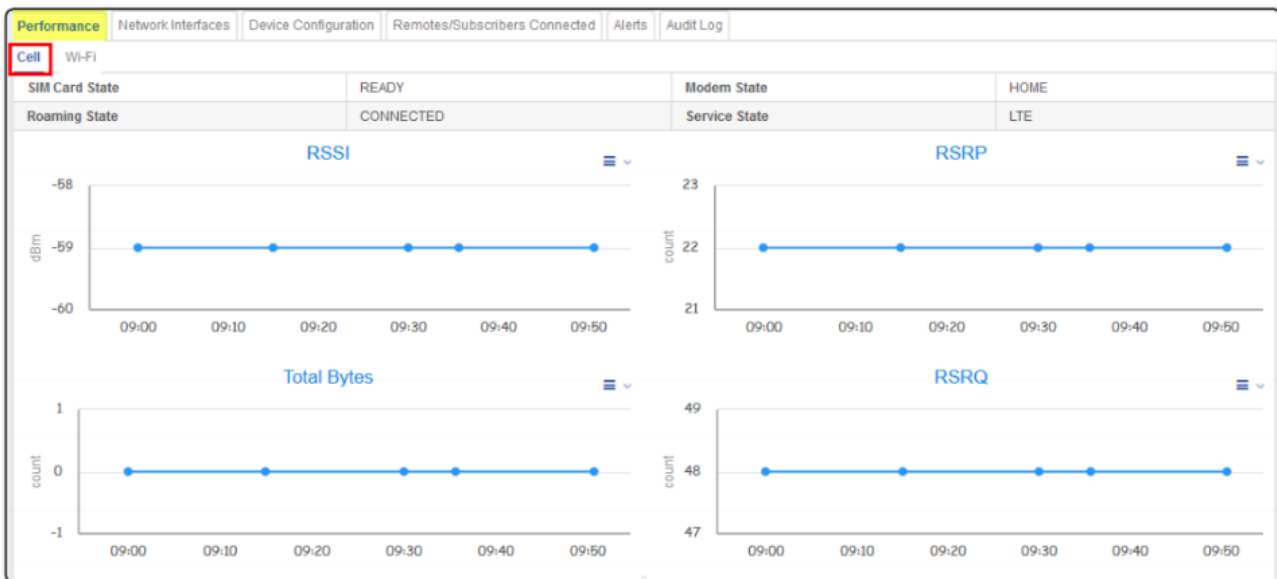 Performance Network Interfaces Device Configuration Remotes/Subscribers Connected Alerts Audit Log
Cell Wi-Fi
SIM Card State READY Modem State HOME
Roaming State CONNECTED Service State LTE
RSSI
-58
dBm
-59
-60
09:00 09:10 09:20 09:30 09:40 09:50
RSRP
23
count
22
21
09:00 09:10 09:20 09:30 09:40 09:50
Total Bytes
1
count
0
-1
09:00 09:10 09:20 09:30 09:40 09:50
RSRQ
49
count
48
47
09:00 09:10 09:20 09:30 09:40 09:50